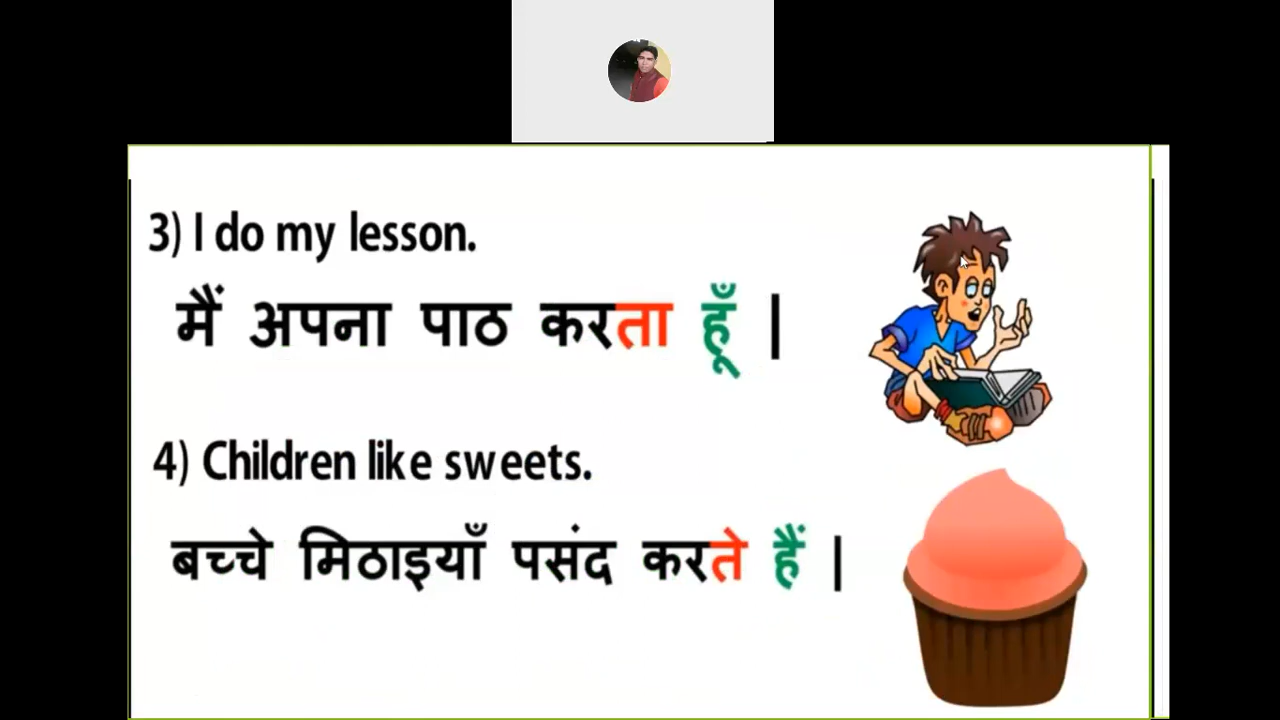 3) I do my lesson.
मैं अपना पाठ करता हूँ |
4) Children like sweets.
बच्चे मिठाइयाँ पसंद करते हैं |